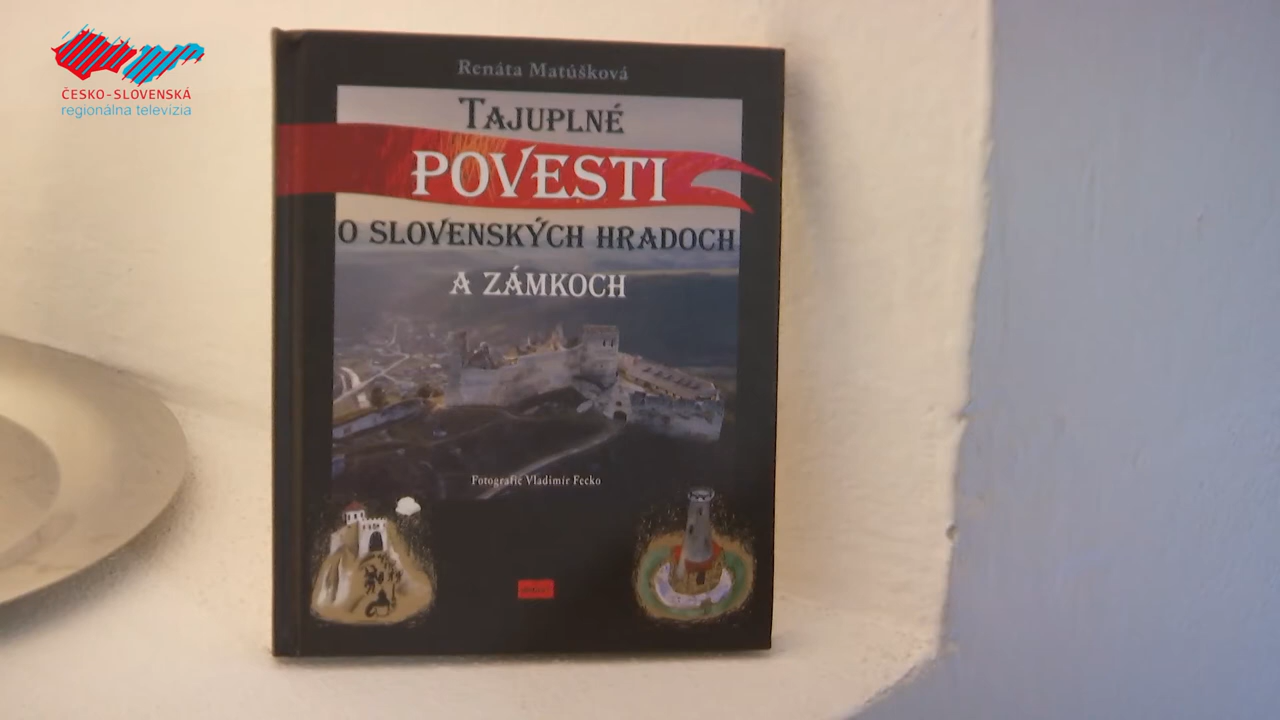 ČESKO-SLOVENSKÁ
regionálna televízia
Renáta Matúšková
TAJUPLNÉ
POVESTI
O SLOVENSKÝCH HRADOCH
A ZÁMKOCH
Fotografie Vladimír Fecko